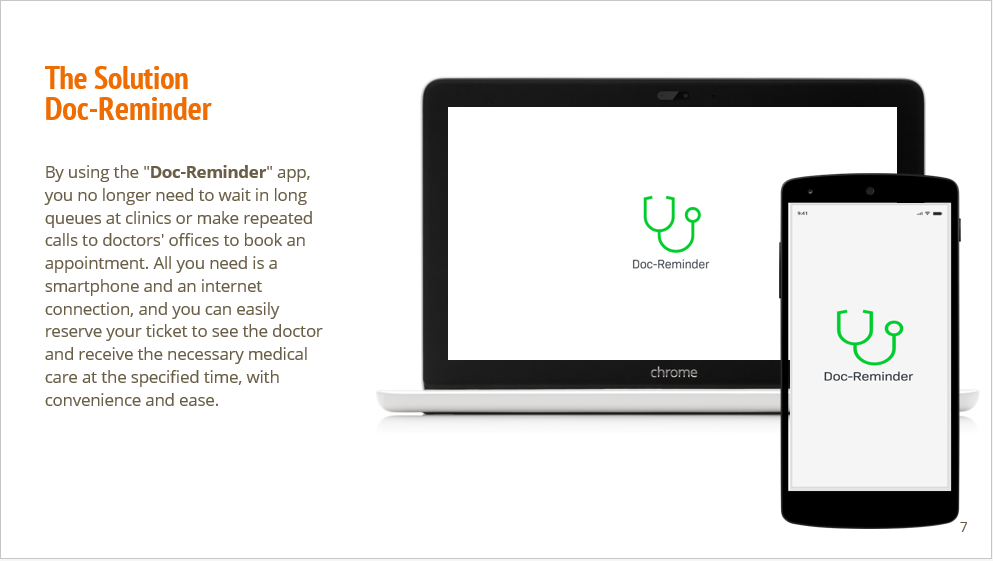 The Solution
Doc-Reminder
By using the "Doc-Reminder" app,
you no longer need to wait in long
queues at clinics or make repeated
calls to doctors' offices to book an
appointment. All you need is a
smartphone and an internet
connection, and you can easily
reserve your ticket to see the doctor
and receive the necessary medical
care at the specified time, with
convenience and ease.
Doc-Reminder
chrome
9:41
Doc-Reminder
7